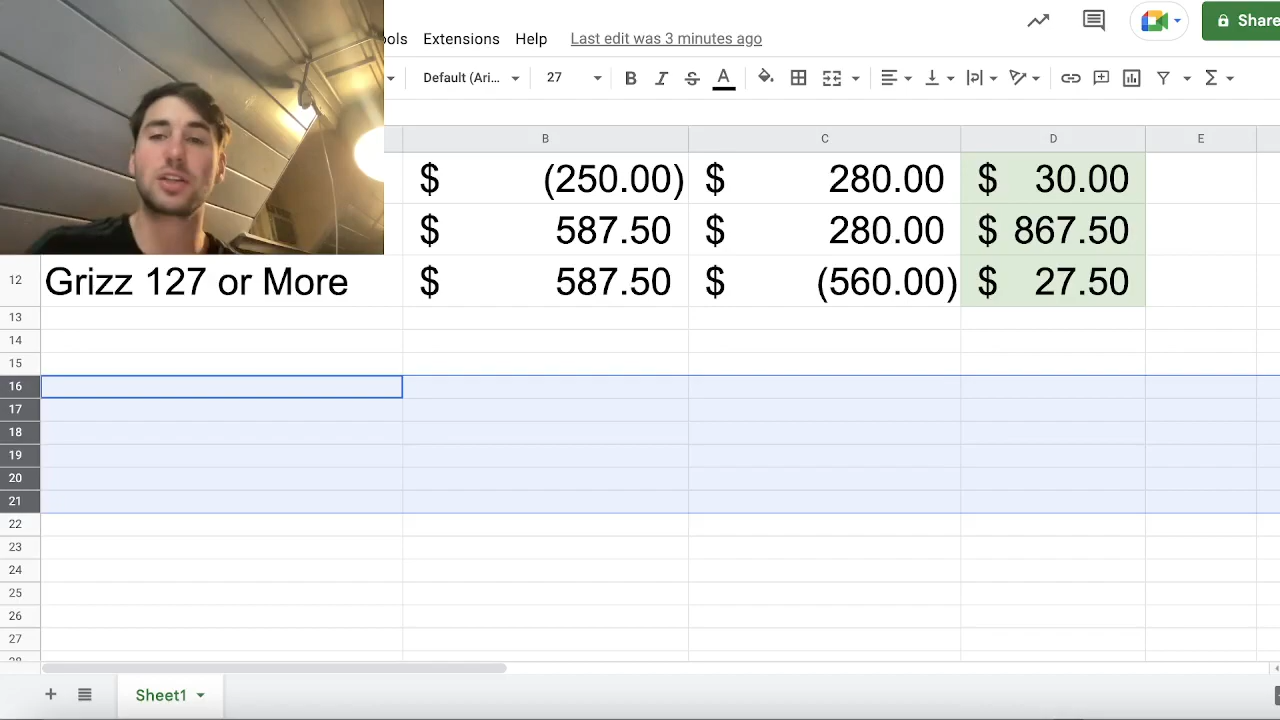 ols Extensions Help Last edit was 3 minutes ago Share
Default (Ari... 27 B I S A Σ
B C D E
$ (250.00) $ 280.00 $ 30.00
$ 587.50 $ 280.00 $ 867.50
12 Grizz 127 or More $ 587.50 $ (560.00) $ 27.50
13
14
15
16
17
18
19
20
21
22
23
24
25
26
27
28
+ Sheet1